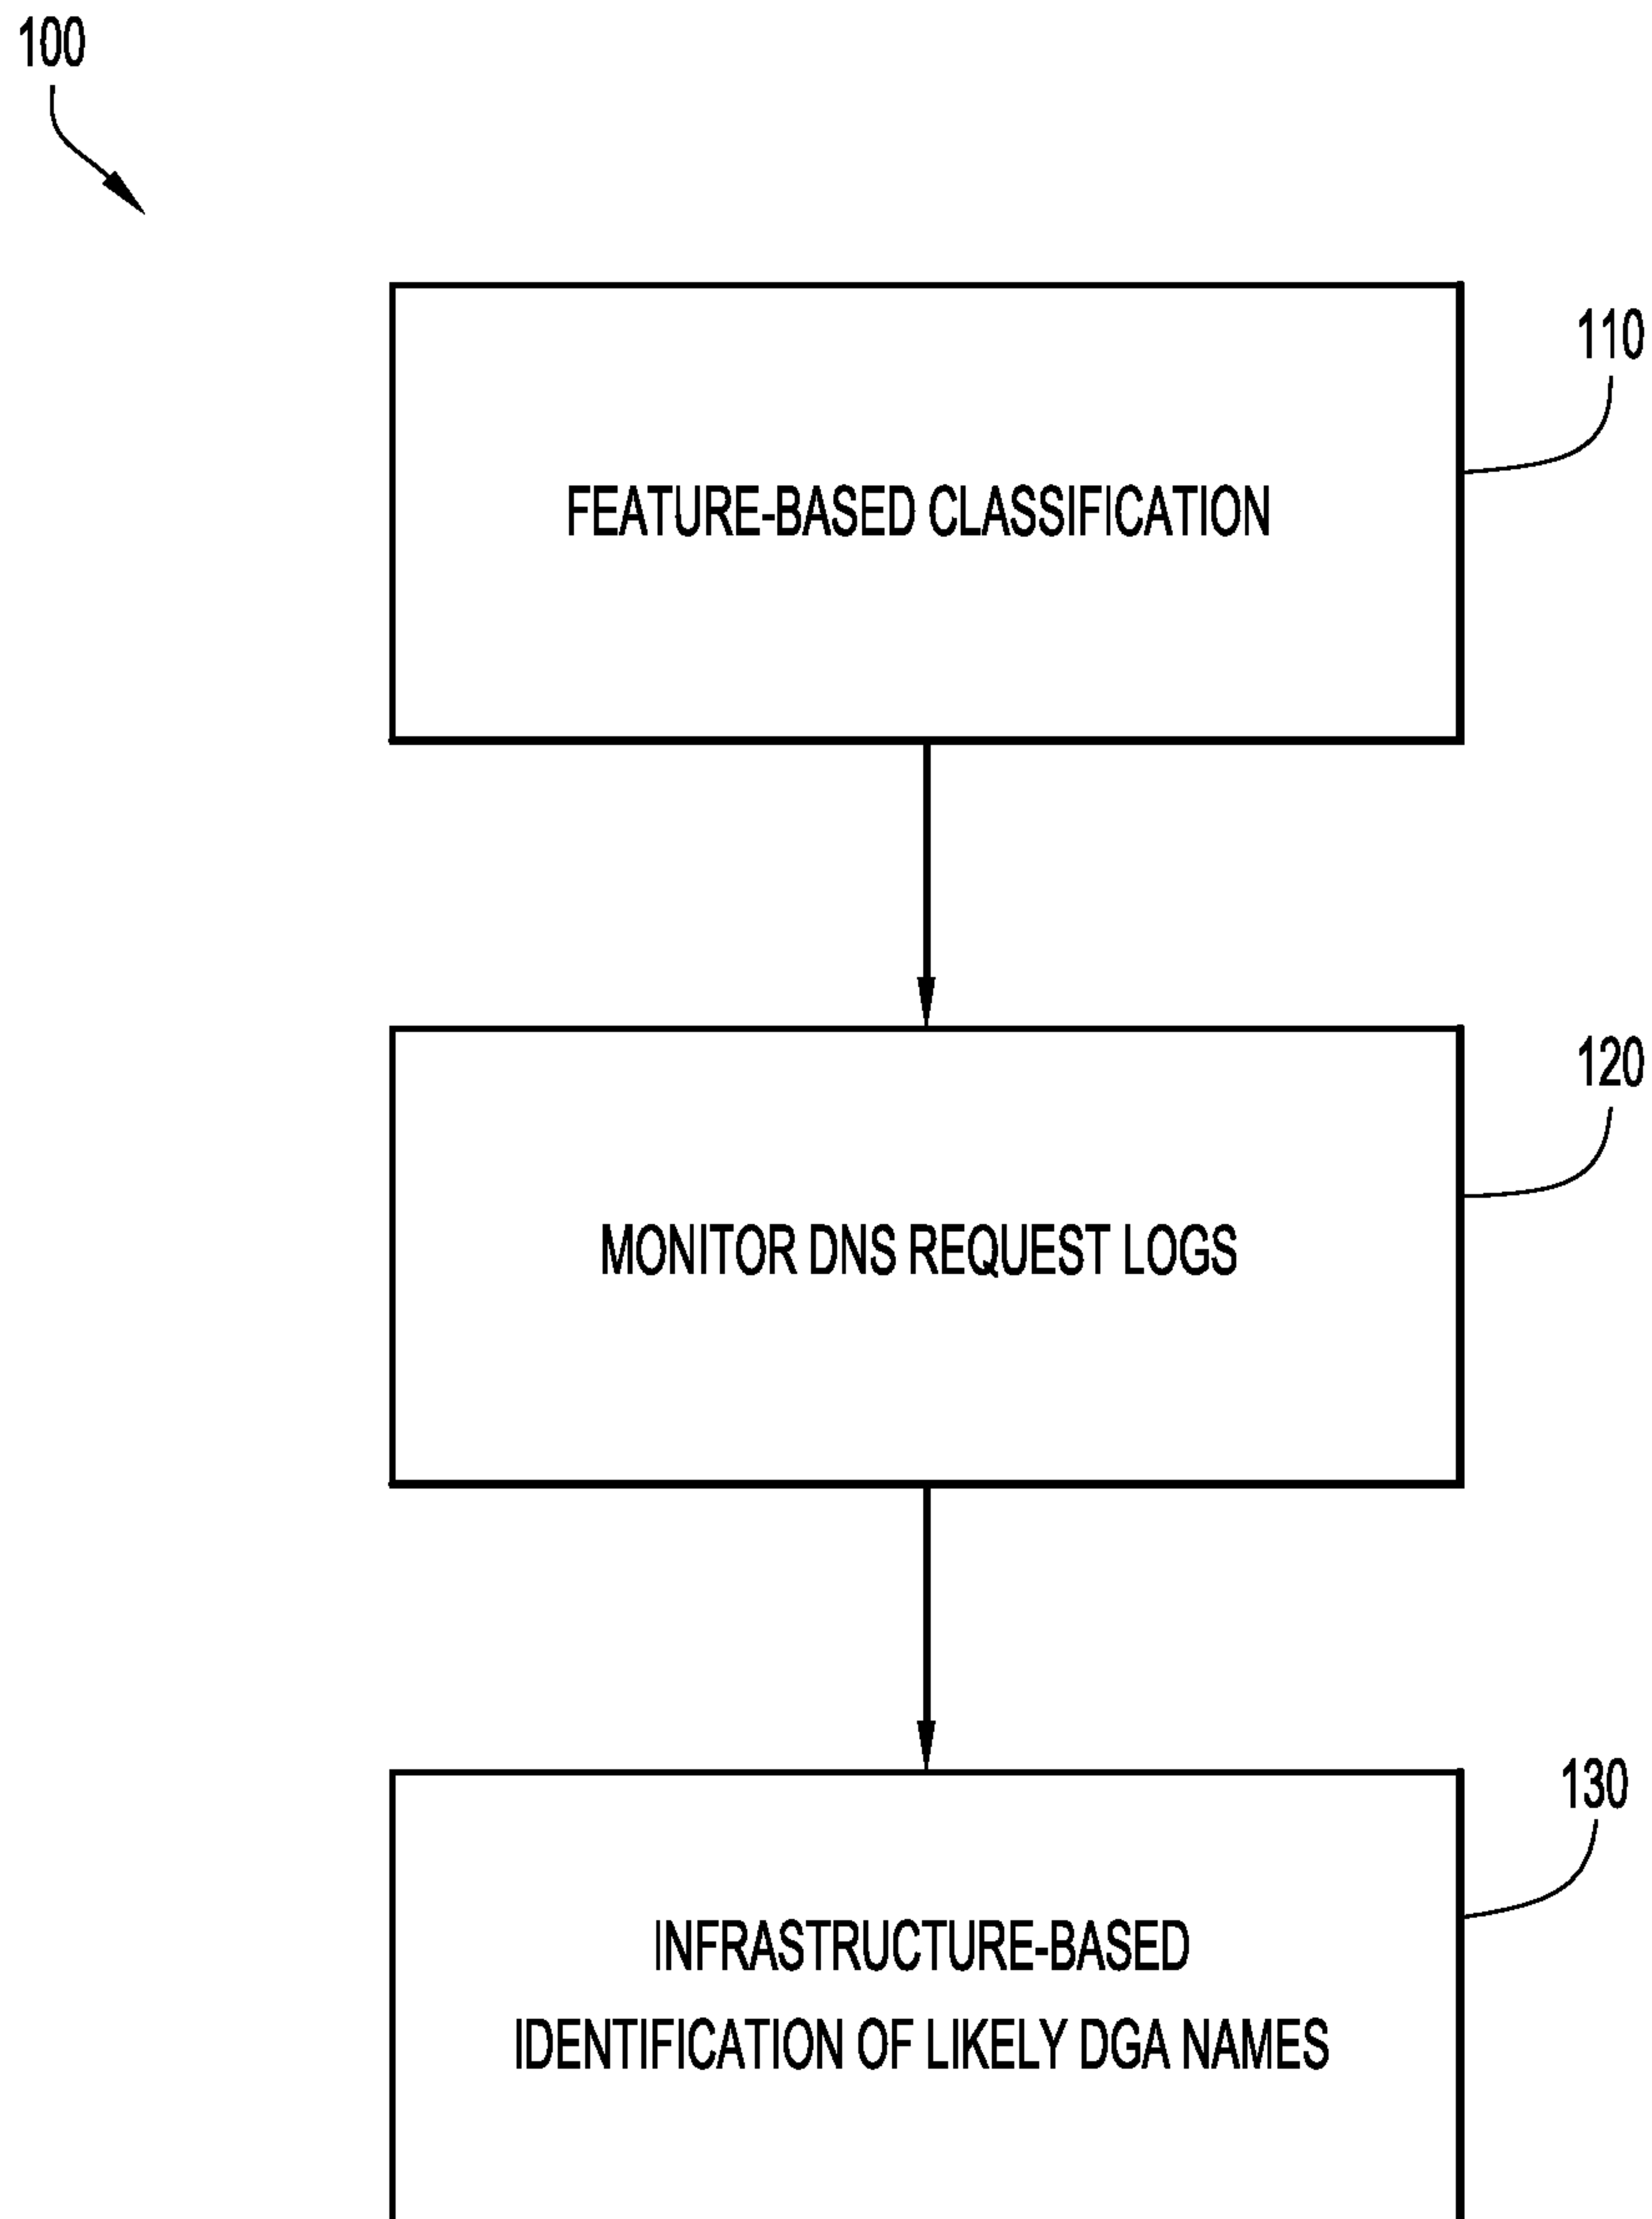 100
110
FEATURE-BASED CLASSIFICATION
120
MONITOR DNS REQUEST LOGS
130
INFRASTRUCTURE-BASED
IDENTIFICATION OF LIKELY DGA NAMES